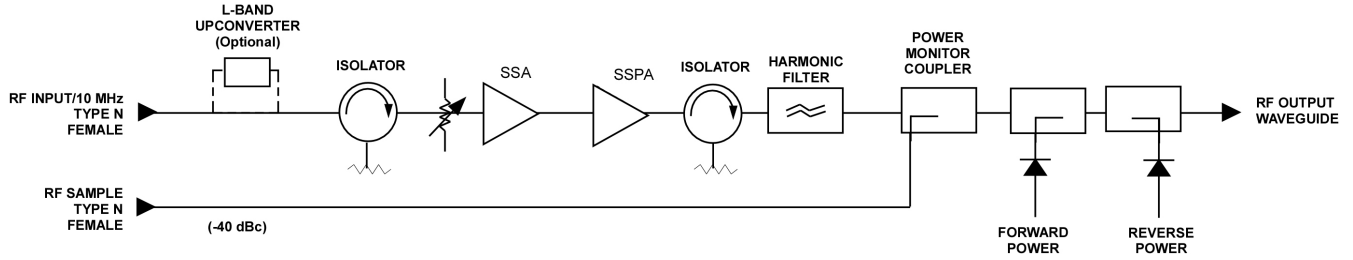 L-BAND
UPCONVERTER
(Optional)
ISOLATOR
SSA
SSPA
ISOLATOR
HARMONIC
FILTER
POWER
MONITOR
COUPLER
RF INPUT/10 MHz
TYPE N
FEMALE
RF OUTPUT
WAVEGUIDE
RF SAMPLE
TYPE N
FEMALE
(-40 dBc)
FORWARD
POWER
REVERSE
POWER